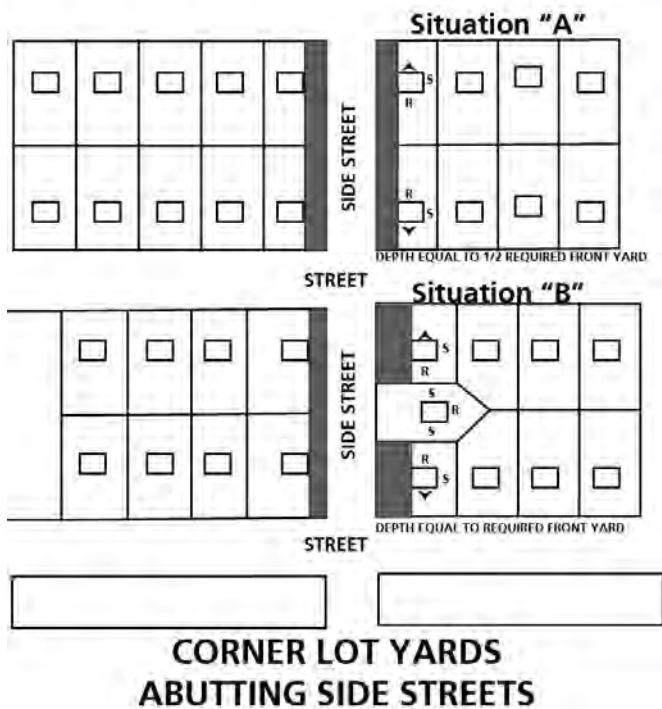 Situation "A"
S
R
SIDE STREET
R
S
DEPTH EQUAL TO 1/2 REQUIRED FRONT YARD
STREET
Situation "B"
S
R
SIDE STREET
S
R
S
R
S
DEPTH EQUAL TO REQUIRED FRONT YARD
STREET
CORNER LOT YARDS
ABUTTING SIDE STREETS